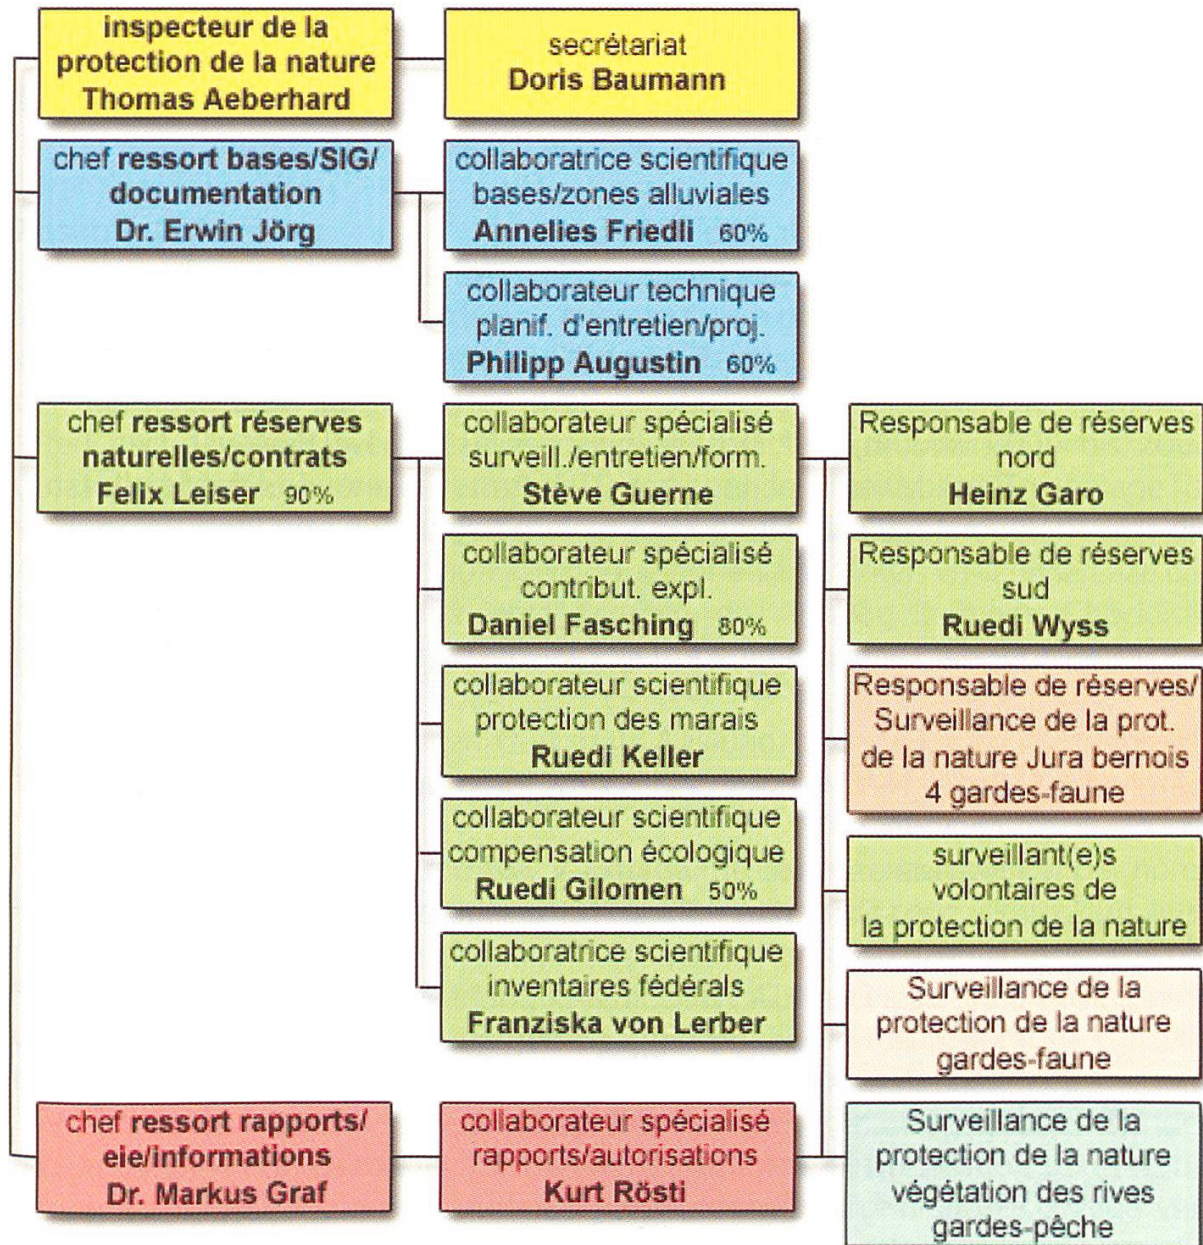 inspecteur de la
protection de la nature
Thomas Aeberhard
secrétariat
Doris Baumann
chef ressort bases/SIG/
documentation
Dr. Erwin Jörg
collaboratrice scientifique
bases/zones alluviales
Annelies Friedli 60%
collaborateur technique
planif. d'entretien/proj.
Philipp Augustin 60%
chef ressort réserves
naturelles/contrats
Felix Leiser 90%
collaborateur spécialisé
surveill./entretien/form.
Stève Guerne
Responsable de réserves
nord
Heinz Garo
collaborateur spécialisé
contribut. expl.
Daniel Fasching 80%
Responsable de réserves
sud
Ruedi Wyss
collaborateur scientifique
protection des marais
Ruedi Keller
Responsable de réserves/
Surveillance de la prot.
de la nature Jura bernois
4 gardes-faune
collaborateur scientifique
compensation écologique
Ruedi Gilomen 50%
surveillant(e)s
volontaires de
la protection de la nature
collaboratrice scientifique
inventaires fédérals
Franziska von Lerber
Surveillance de la
protection de la nature
gardes-faune
chef ressort rapports/
eie/informations
Dr. Markus Graf
collaborateur spécialisé
rapports/autorisations
Kurt Rösti
Surveillance de la
protection de la nature
végétation des rives
gardes-pêche